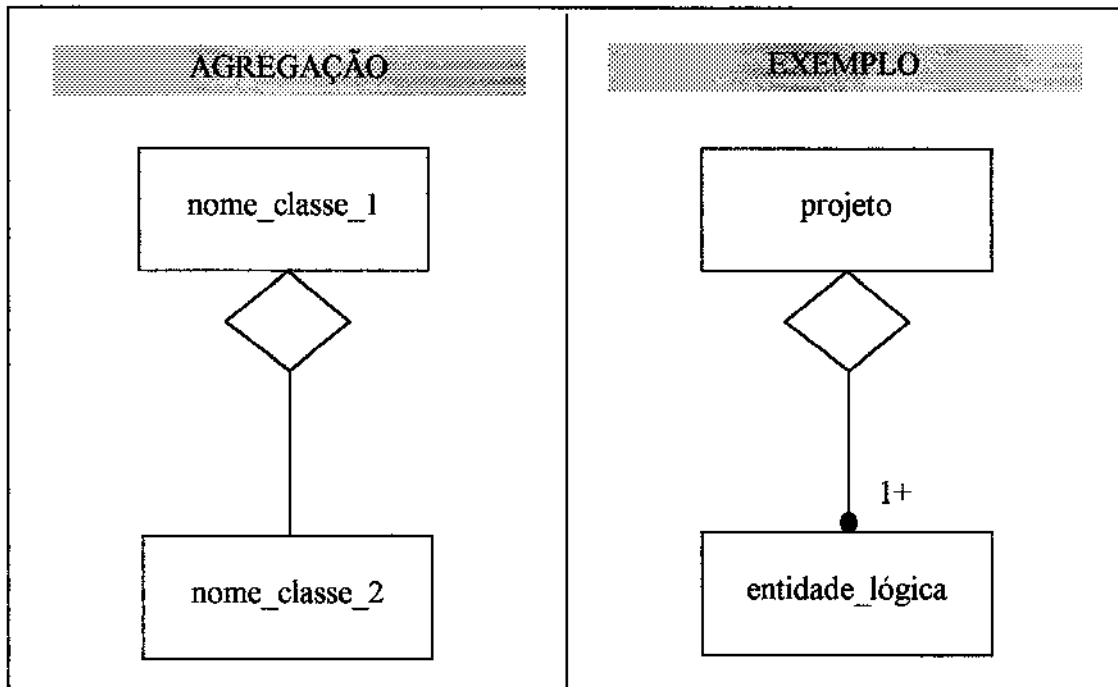 AGREGAÇÃO
nome_classe_1
nome_classe_2
EXEMPLO
projeto
1+
entidade_lógica